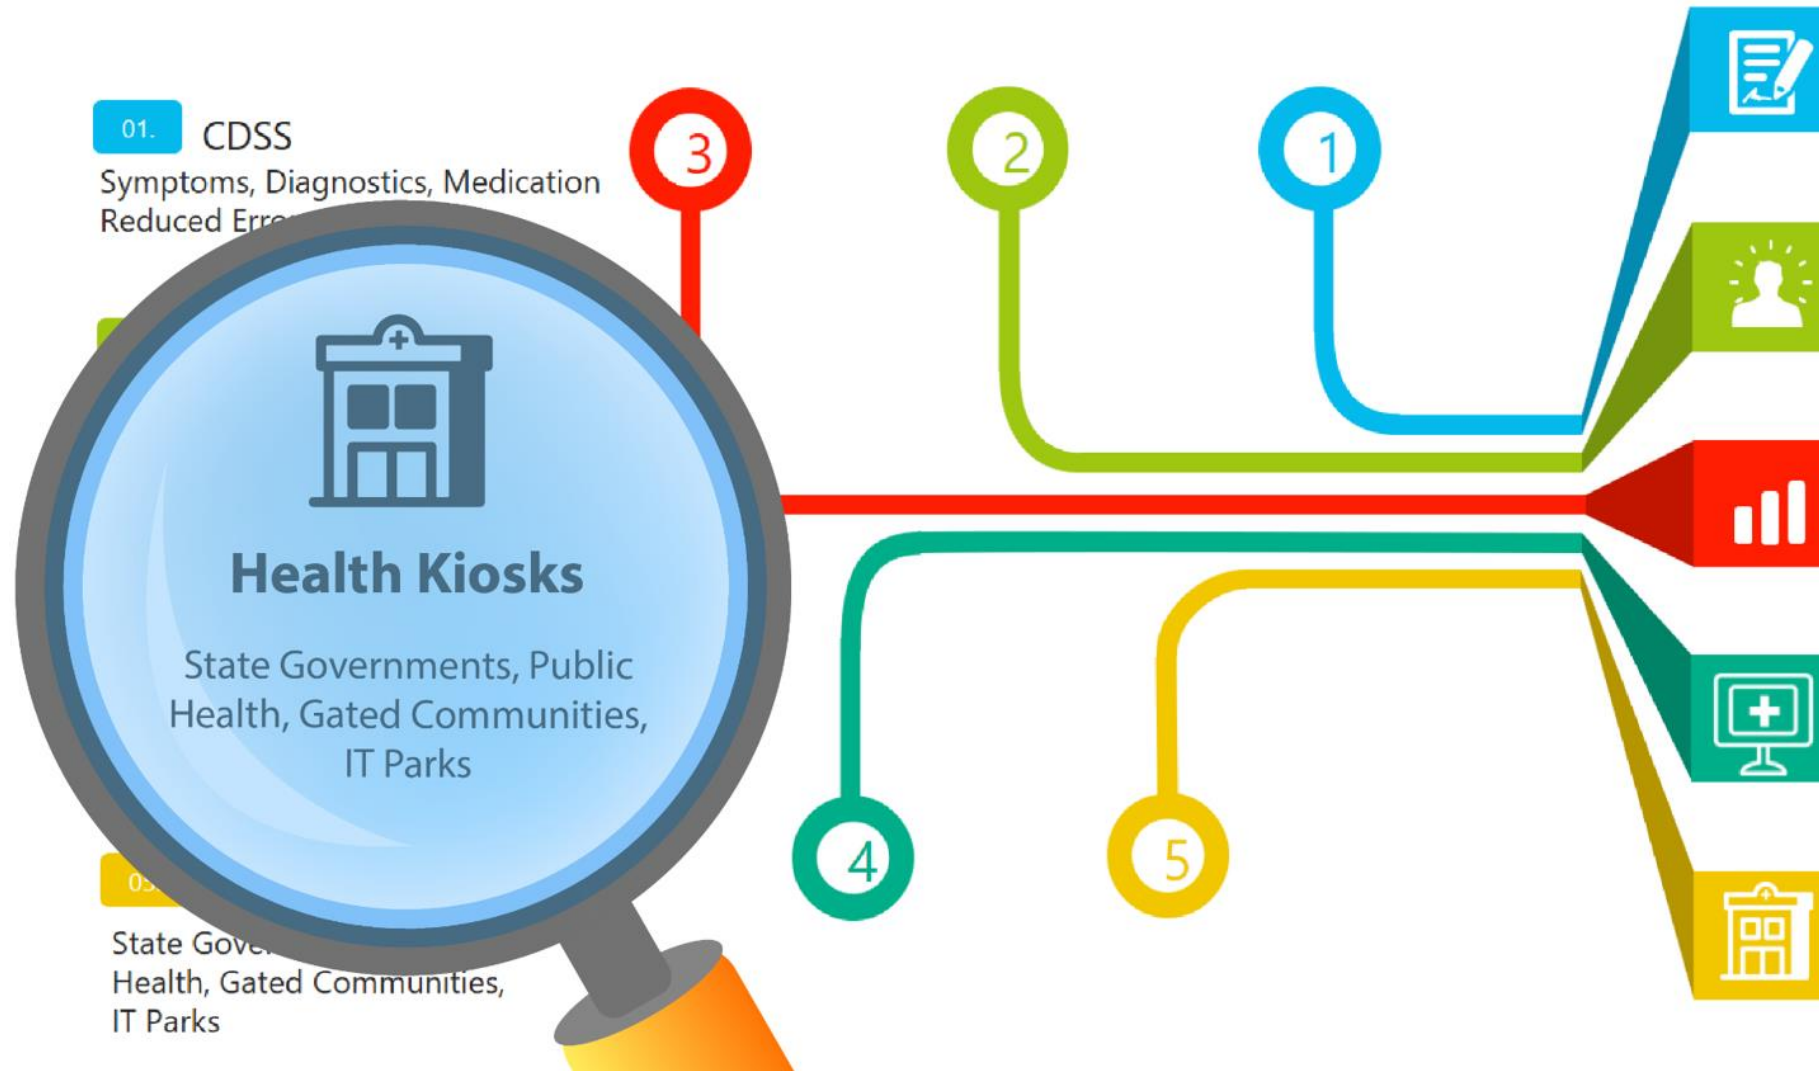 01.
CDSS
Symptoms, Diagnostics, Medication
Reduced
3
2
1
Health Kiosks
State Governments, Public
Health, Gated Communities,
IT Parks
4
5
State
Health, Gated Communities,
IT Parks